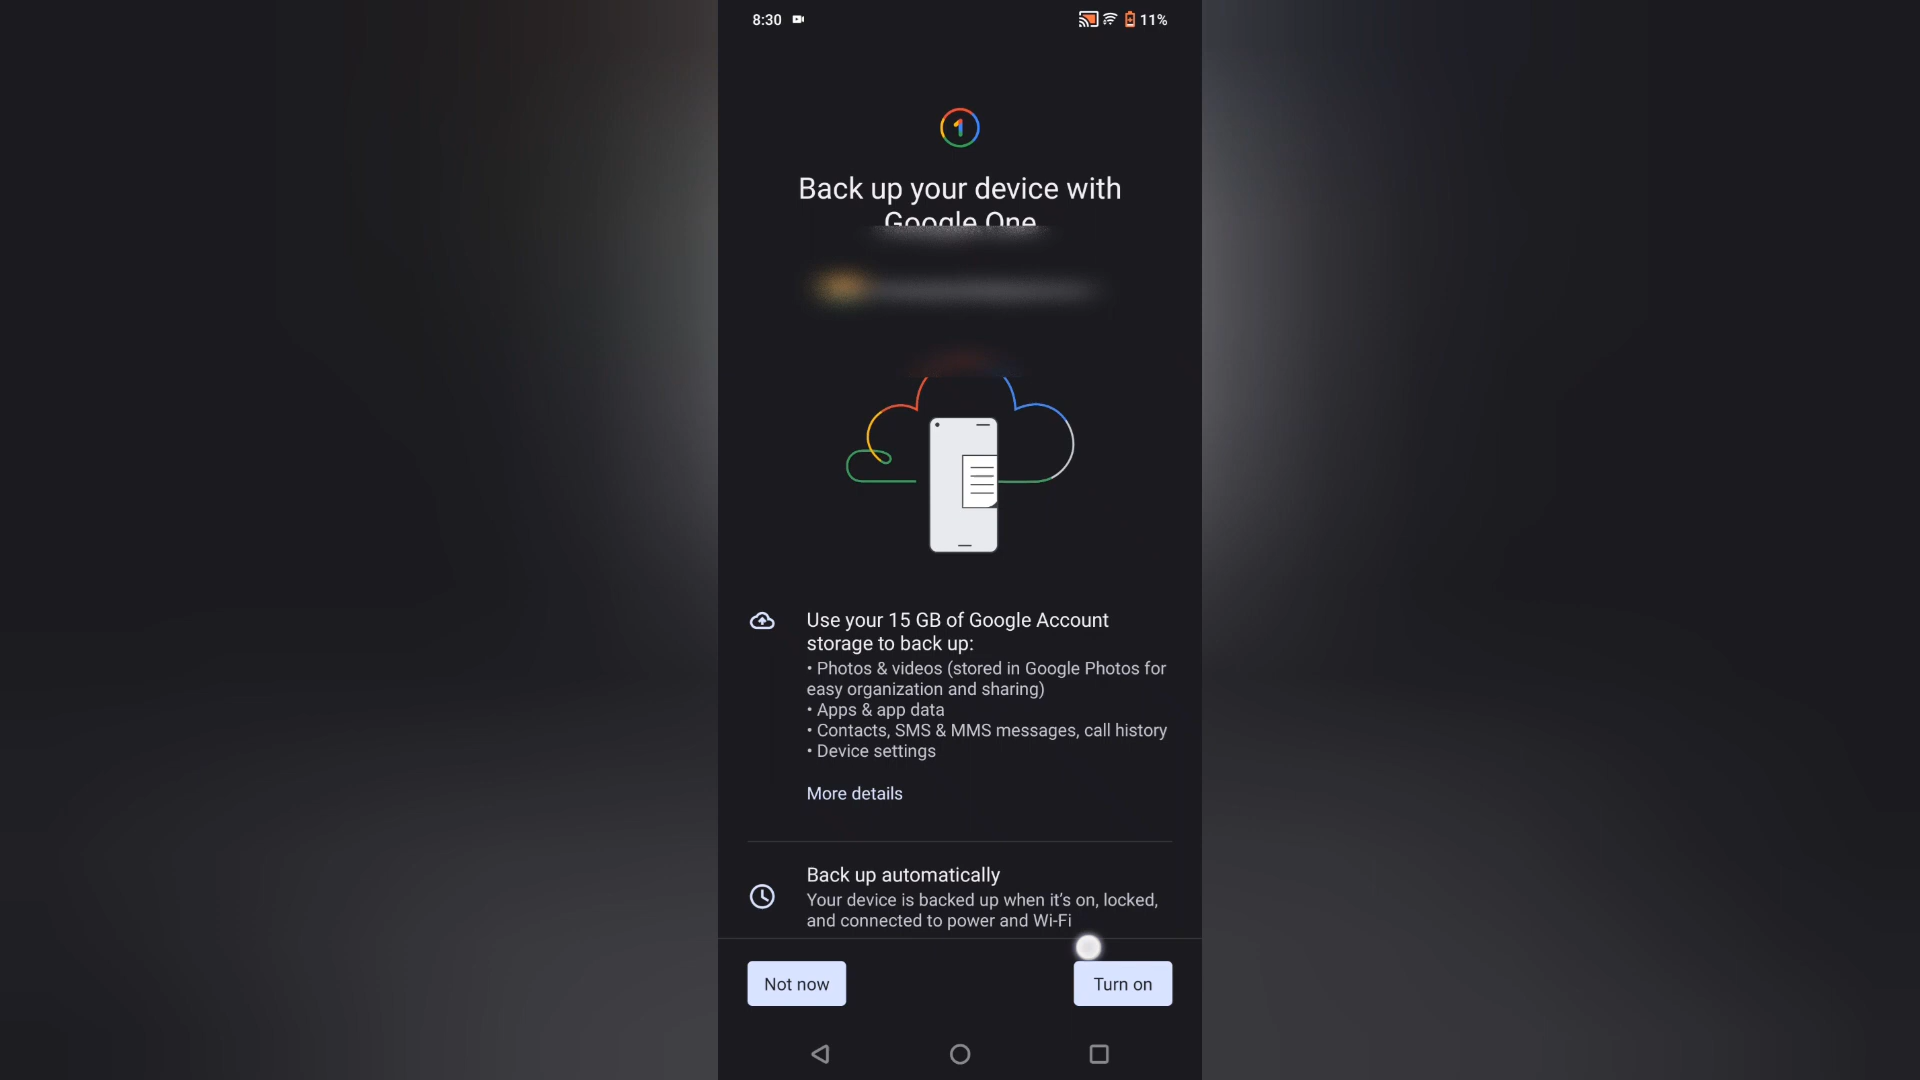 8:30 11%
1
Back up your device with
Google One
Use your 15 GB of Google Account
storage to back up:
• Photos & videos (stored in Google Photos for
easy organization and sharing)
• Apps & app data
• Contacts, SMS & MMS messages, call history
• Device settings
More details
Back up automatically
Your device is backed up when it’s on, locked,
and connected to power and Wi-Fi
Not now Turn on